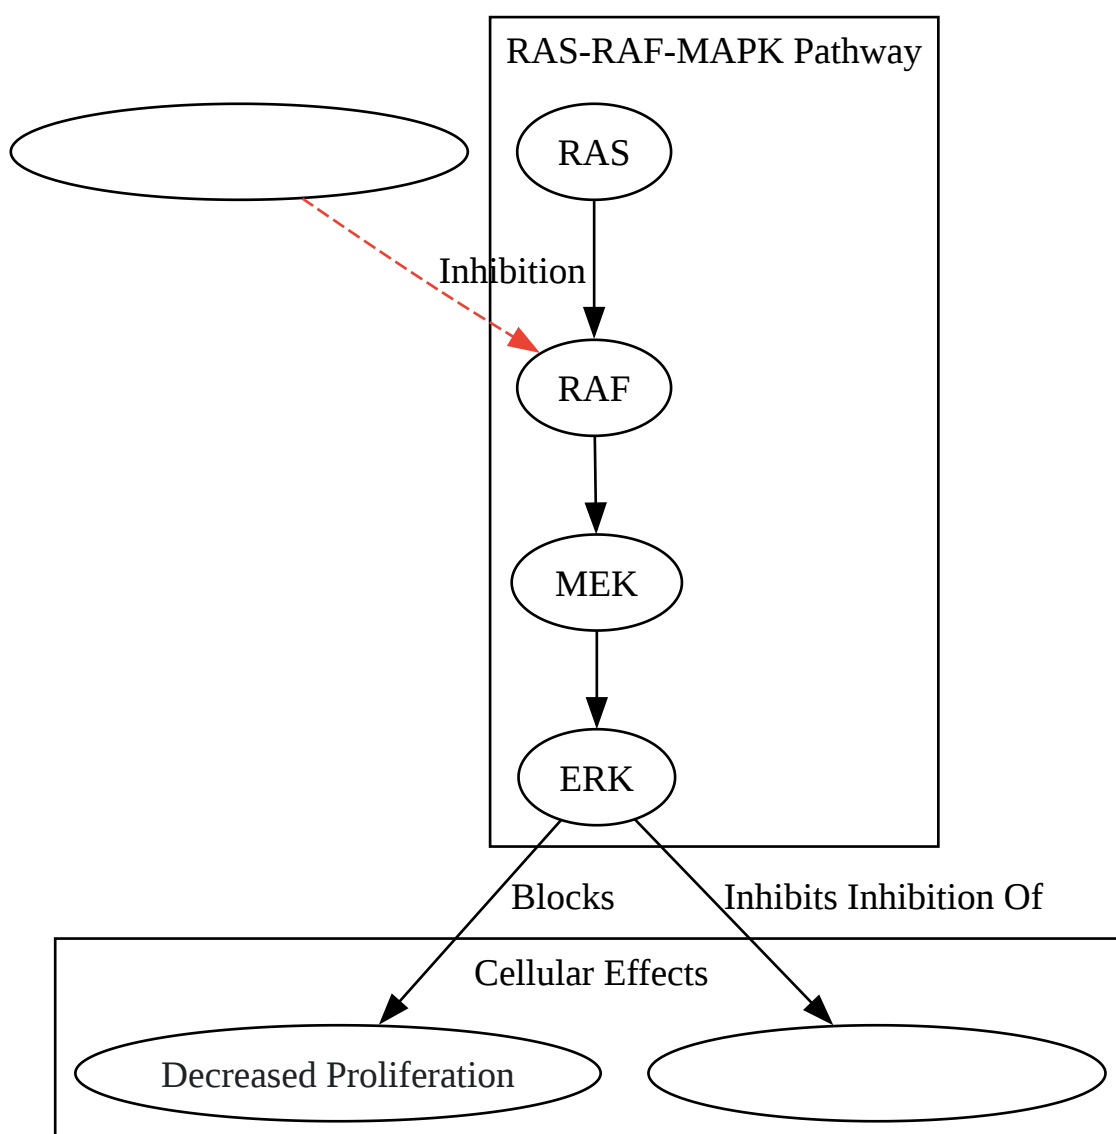 RAS-RAF-MAPK Pathway
RAS
Inhibition
RAF
MEK
ERK
Blocks
Inhibits Inhibition Of
Cellular Effects
Decreased Proliferation